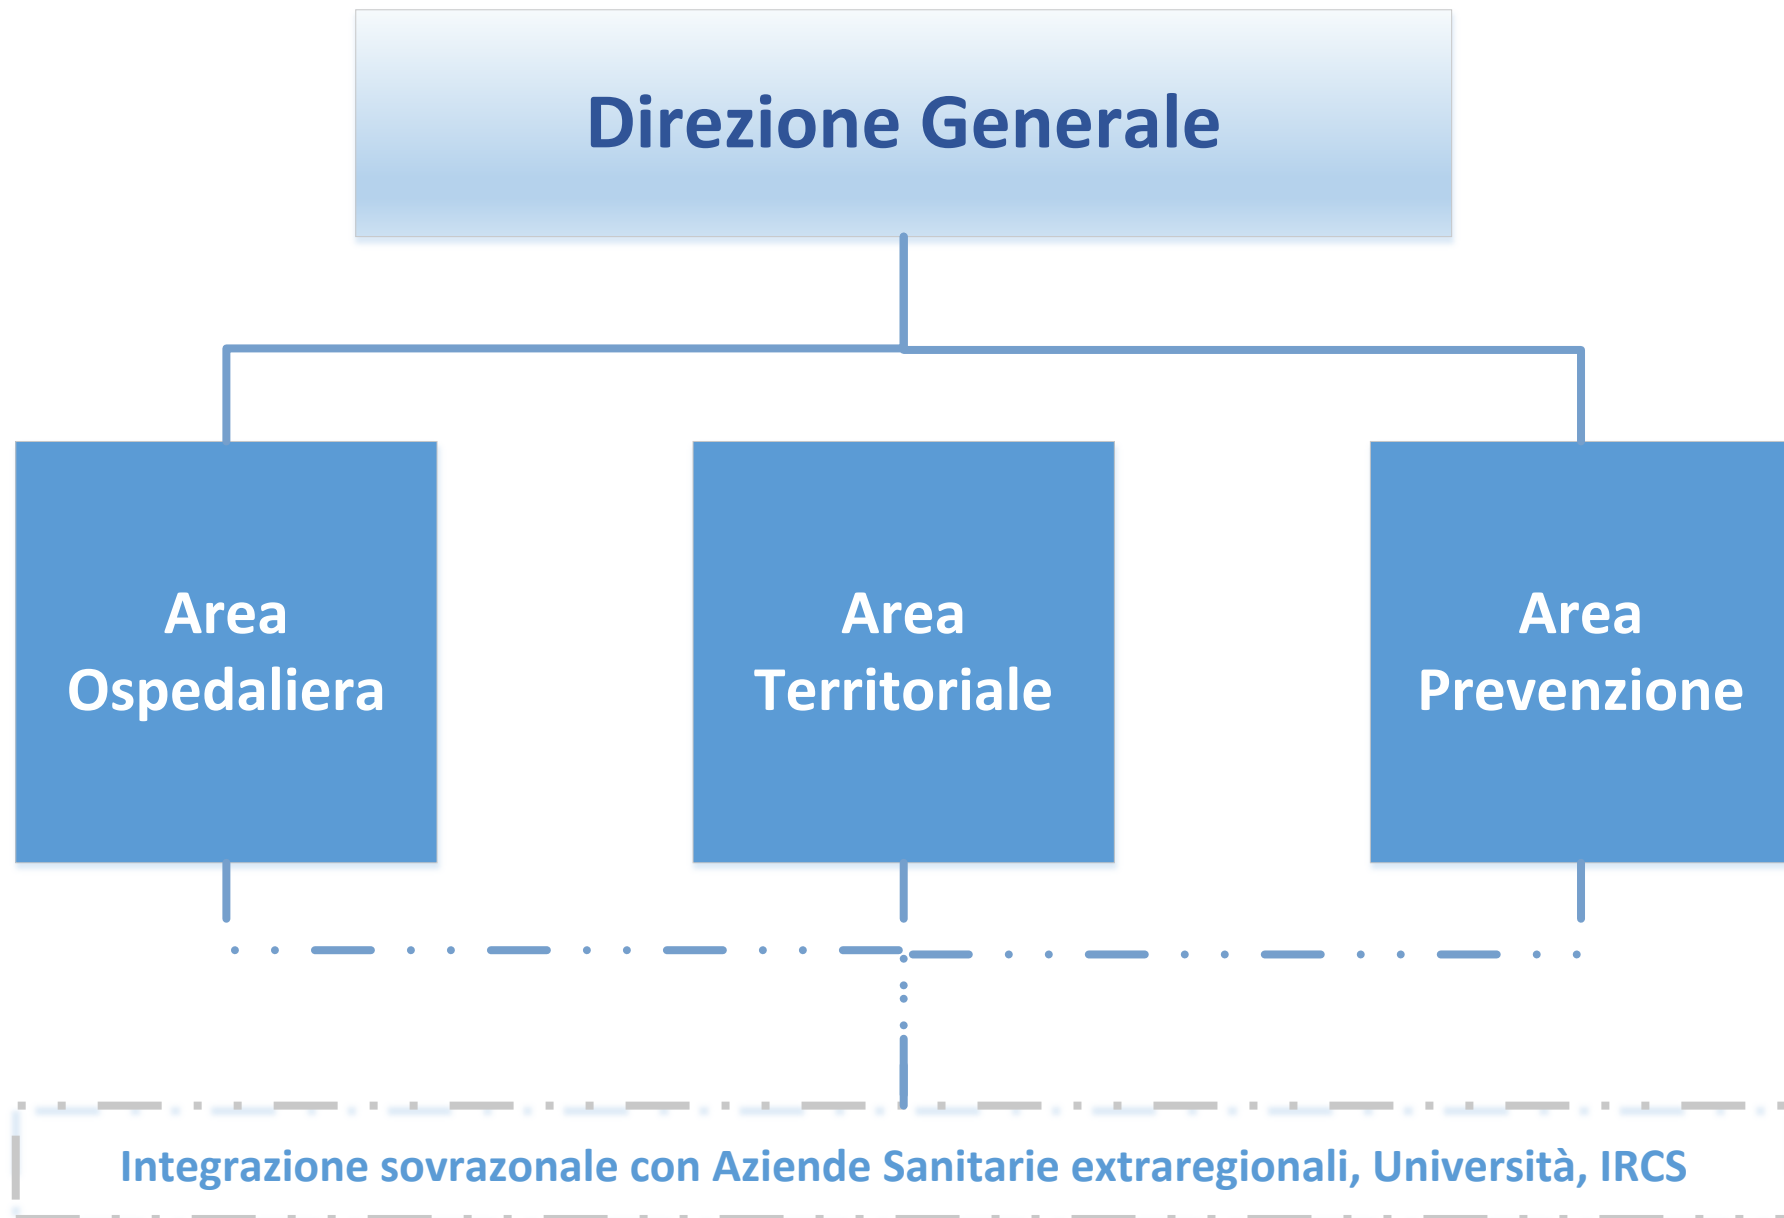 Direzione Generale
Area
Ospedaliera
Area
Territoriale
Area
Prevenzione
Integrazione sovrazonale con Aziende Sanitarie extraregionali, Università, IRCS